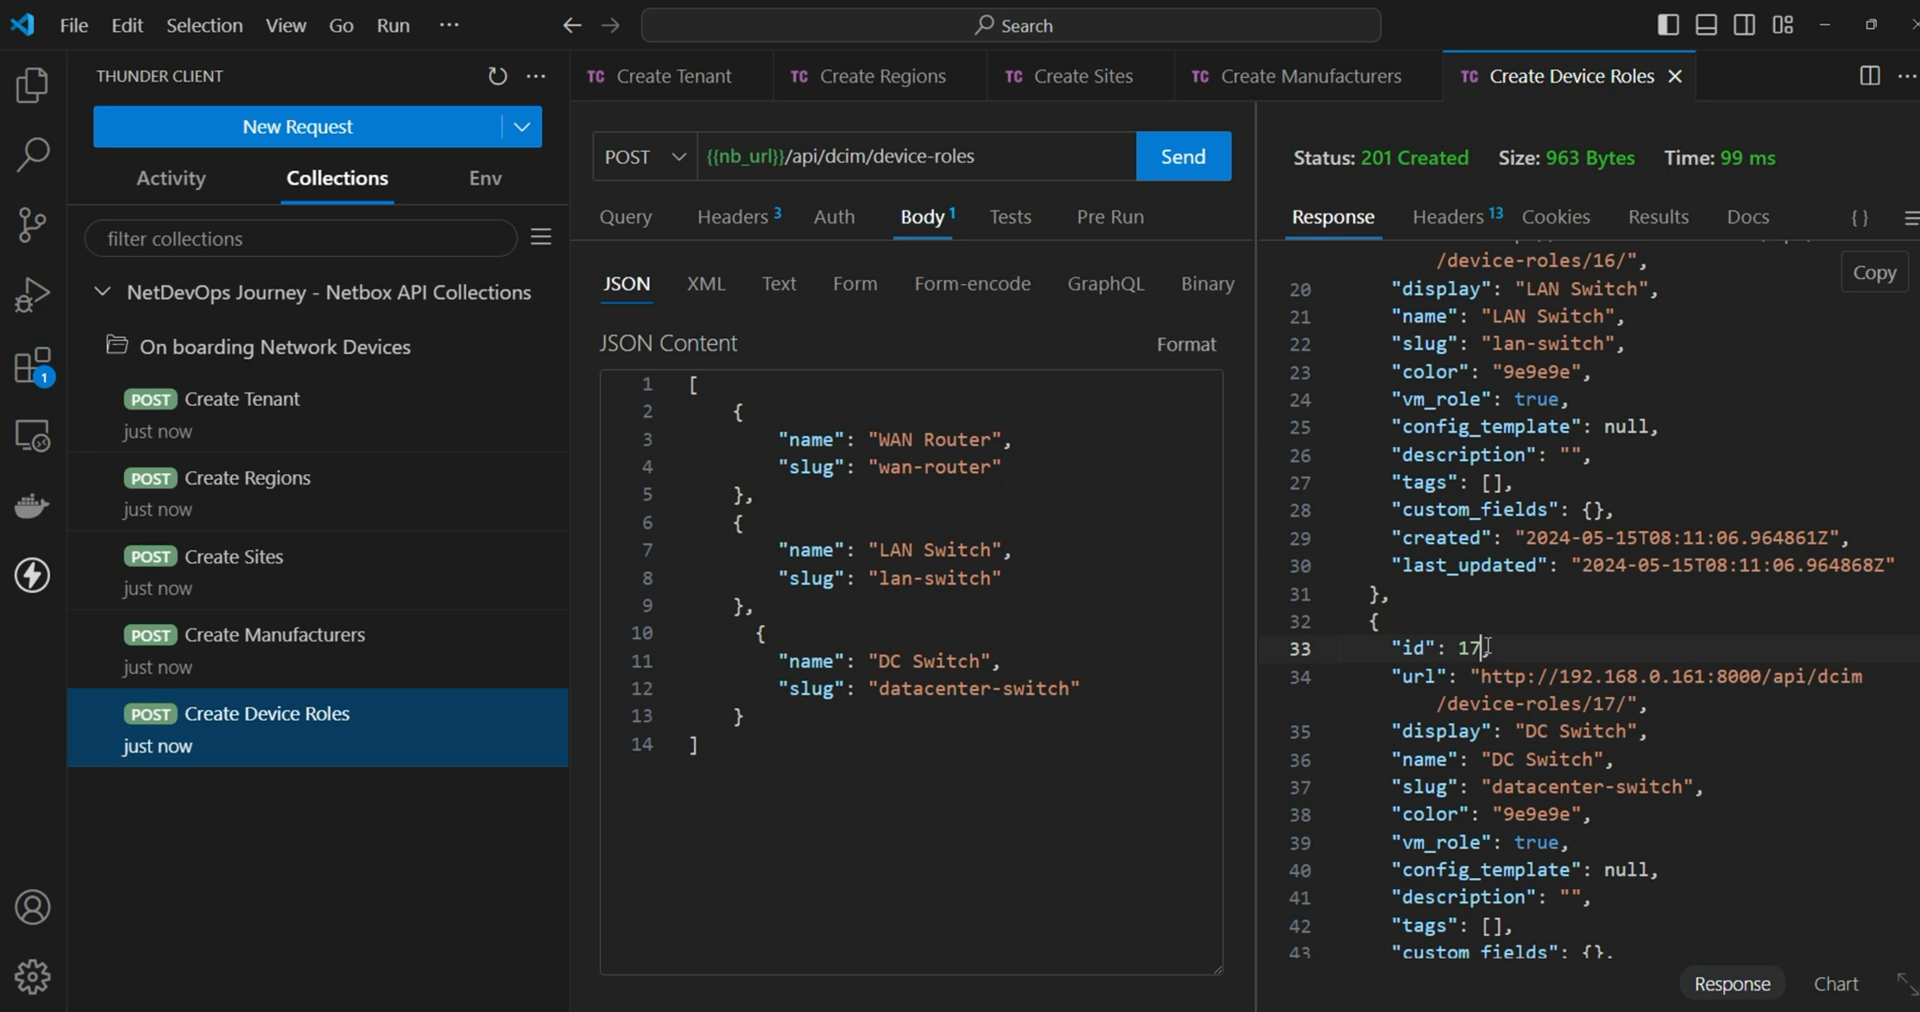 File Edit Selection View Go Run ···
Search
THUNDER CLIENT
New Request
Activity Collections Env
filter collections
NetDevOps Journey - Netbox API Collections
On boarding Network Devices
POST Create Tenant
just now
POST Create Regions
just now
POST Create Sites
just now
POST Create Manufacturers
just now
POST Create Device Roles
just now
1
TC Create Tenant
TC Create Regions
TC Create Sites
TC Create Manufacturers
TC Create Device Roles
POST {{nb_url}}/api/dcim/device-roles Send
Query Headers 3 Auth Body 1 Tests Pre Run
JSON XML Text Form Form-encode GraphQL Binary
JSON Content Format
1 [
2 {
3 "name": "WAN Router",
4 "slug": "wan-router"
5 },
6 {
7 "name": "LAN Switch",
8 "slug": "lan-switch"
9 },
10 {
11 "name": "DC Switch",
12 "slug": "datacenter-switch"
13 }
14 ]
Status: 201 Created Size: 963 Bytes Time: 99 ms
Response Headers 13 Cookies Results Docs { }
Copy
/device-roles/16/",
20 "display": "LAN Switch",
21 "name": "LAN Switch",
22 "slug": "lan-switch",
23 "color": "9e9e9e",
24 "vm_role": true,
25 "config_template": null,
26 "description": "",
27 "tags": [],
28 "custom_fields": {},
29 "created": "2024-05-15T08:11:06.964861Z",
30 "last_updated": "2024-05-15T08:11:06.964868Z"
31 },
32 {
33 "id": 17,
34 "url": "http://192.168.0.161:8000/api/dcim
/device-roles/17/",
35 "display": "DC Switch",
36 "name": "DC Switch",
37 "slug": "datacenter-switch",
38 "color": "9e9e9e",
39 "vm_role": true,
40 "config_template": null,
41 "description": "",
42 "tags": [],
43 "custom_fields": {},
Response Chart